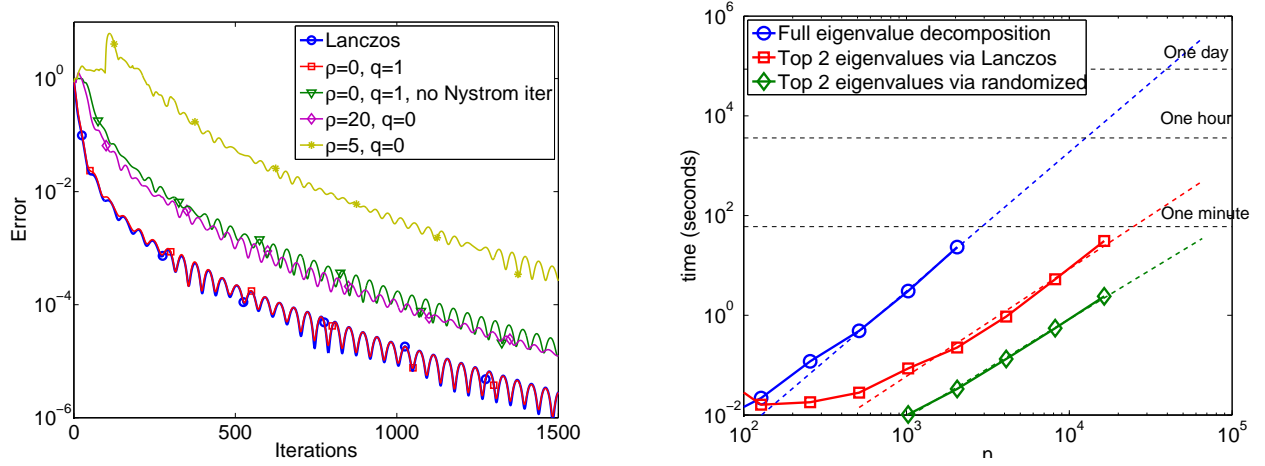 Lanczos
ρ=0, q=1
ρ=0, q=1, no Nystrom iter
ρ=20, q=0
ρ=5, q=0
10^0
10^−2
10^−4
10^−6
Error
0
500
1000
1500
Iterations
Full eigenvalue decomposition
Top 2 eigenvalues via Lanczos
Top 2 eigenvalues via randomized
One day
One hour
One minute
10^6
10^4
10^2
10^0
10^−2
time (seconds)
10^2
10^3
10^4
10^5
n